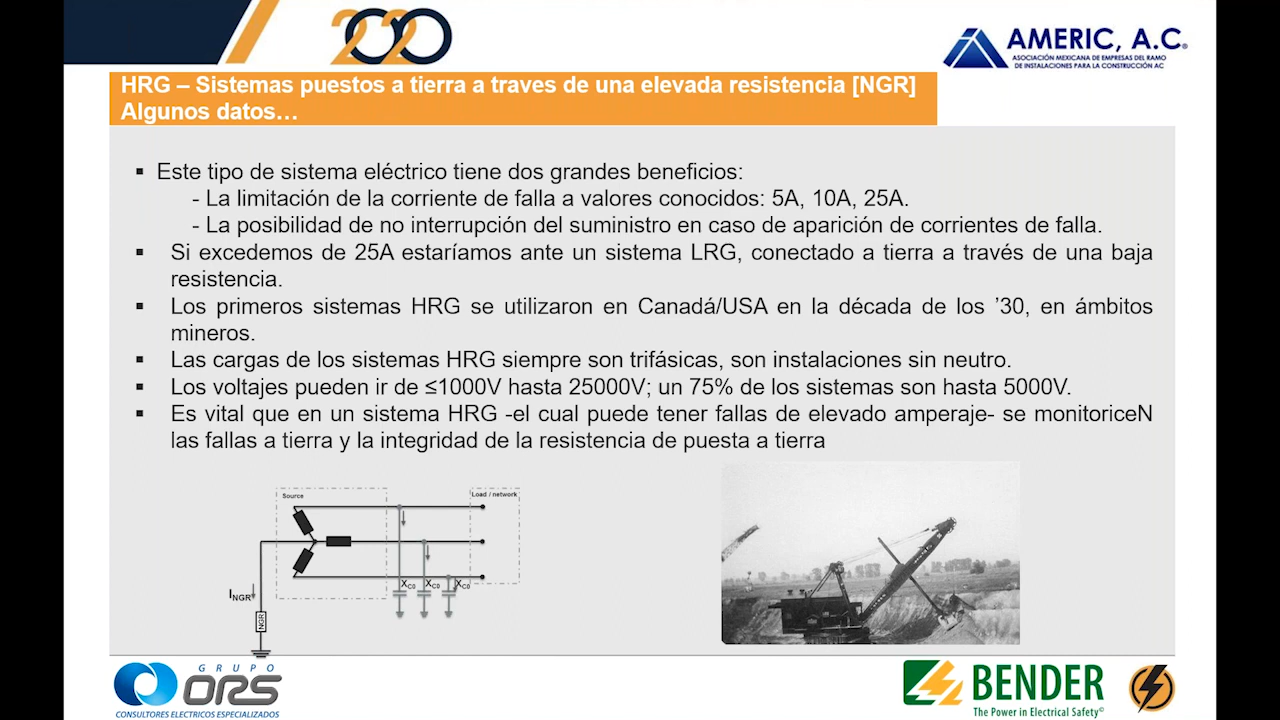 2020
AMERIC, A.C.
ASOCIACIÓN MEXICANA DE EMPRESAS DEL RAMO
DE INSTALACIONES PARA LA CONSTRUCCIÓN AC
HRG – Sistemas puestos a tierra a traves de una elevada resistencia [NGR]
Algunos datos…
▪ Este tipo de sistema eléctrico tiene dos grandes beneficios:
- La limitación de la corriente de falla a valores conocidos: 5A, 10A, 25A.
- La posibilidad de no interrupción del suministro en caso de aparición de corrientes de falla.
▪ Si excedemos de 25A estaríamos ante un sistema LRG, conectado a tierra a través de una baja
resistencia.
▪ Los primeros sistemas HRG se utilizaron en Canadá/USA en la década de los ’30, en ámbitos
mineros.
▪ Las cargas de los sistemas HRG siempre son trifásicas, son instalaciones sin neutro.
▪ Los voltajes pueden ir de ≤1000V hasta 25000V; un 75% de los sistemas son hasta 5000V.
▪ Es vital que en un sistema HRG -el cual puede tener fallas de elevado amperaje- se monitoriceN
las fallas a tierra y la integridad de la resistencia de puesta a tierra
Source
Load / network
XC0 XC0 XC0
INGR
NGR
GRUPO
ORS
CONSULTORES ELECTRICOS ESPECIALIZADOS
BENDER
The Power in Electrical Safety©